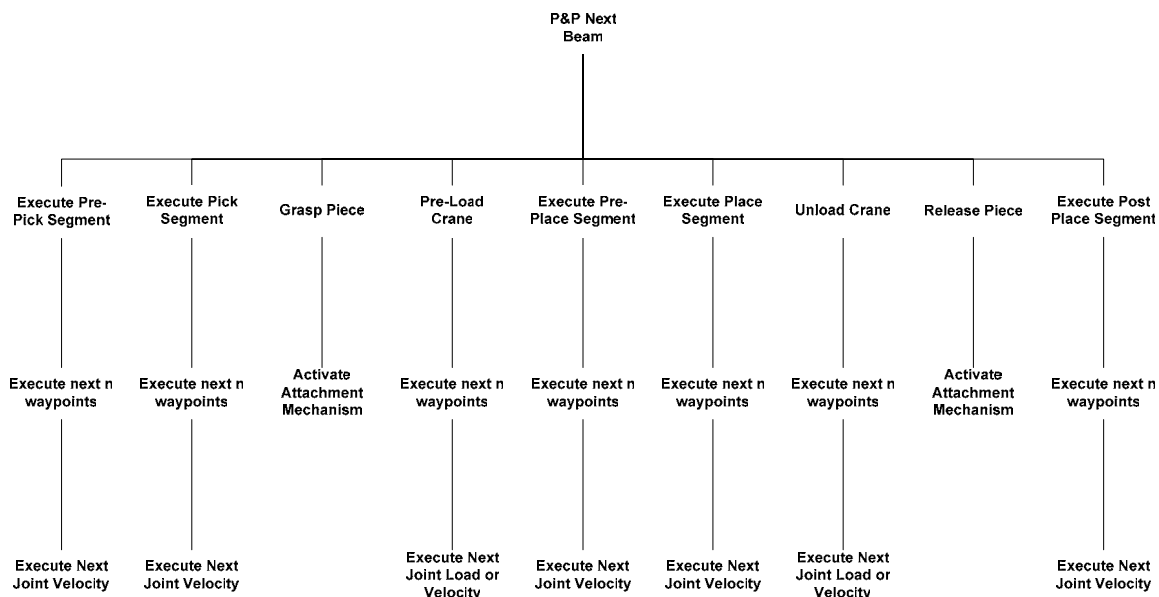 P&P Next
Beam
Execute Pre-
Pick Segment
Execute Pick
Segment
Grasp Piece
Pre-Load
Crane
Execute Pre-
Place Segment
Execute Place
Segment
Unload Crane
Release Piece
Execute Post
Place Segment
Execute next n
waypoints
Execute next n
waypoints
Activate
Attachment
Mechanism
Execute next n
waypoints
Execute next n
waypoints
Execute next n
waypoints
Execute next n
waypoints
Activate
Attachment
Mechanism
Execute next n
waypoints
Execute Next
Joint Velocity
Execute Next
Joint Velocity
Execute Next
Joint Load or
Velocity
Execute Next
Joint Velocity
Execute Next
Joint Velocity
Execute Next
Joint Load or
Velocity
Execute Next
Joint Velocity